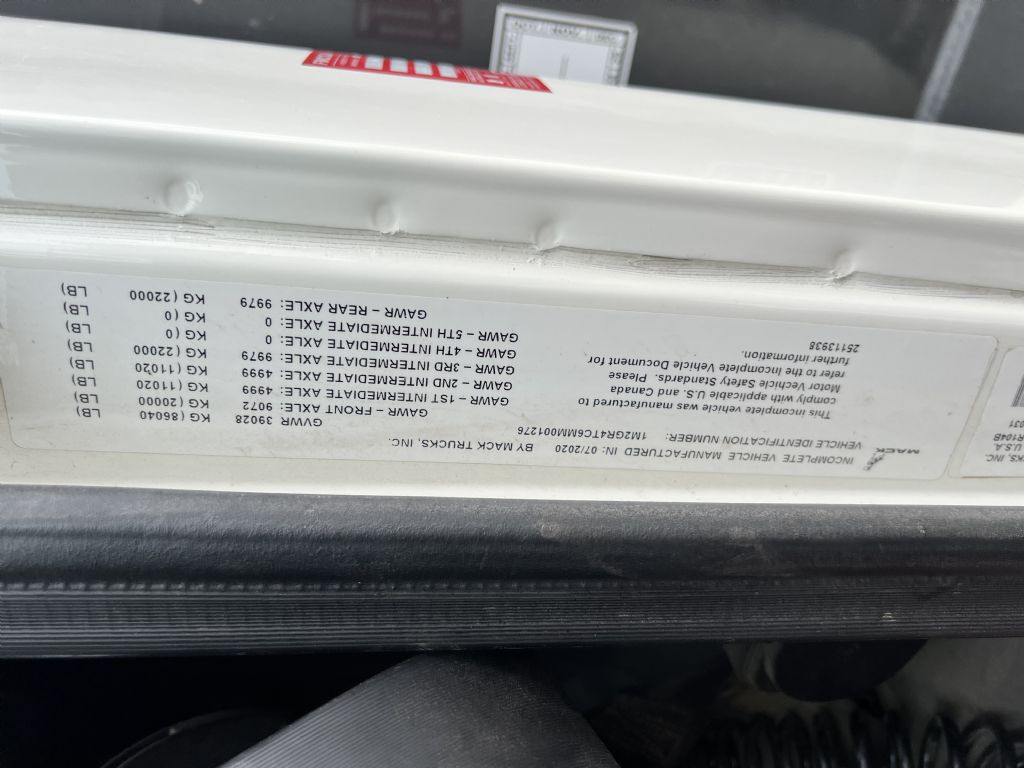 MACK
INCOMPLETE VEHICLE MANUFACTURED IN: 07/2020 BY MACK TRUCKS, INC.
VEHICLE IDENTIFICATION NUMBER: 1M2GR4TC6MM001276
This incomplete vehicle was manufactured to
comply with applicable U.S. and Canada
Motor Vechicle Safety Standards. Please
refer to the Incomplete Vehicle Document for
further information.
251139938
GVWR 39028 KG (86040 LB)
GAWR - FRONT AXLE: 9072 KG (20000 LB)
GAWR - 1ST INTERMEDIATE AXLE: 4999 KG (11020 LB)
GAWR - 2ND INTERMEDIATE AXLE: 4999 KG (11020 LB)
GAWR - 3RD INTERMEDIATE AXLE: 9979 KG (22000 LB)
GAWR - 4TH INTERMEDIATE AXLE: 0 KG (0 LB)
GAWR - 5TH INTERMEDIATE AXLE: 0 KG (0 LB)
GAWR - REAR AXLE: 9979 KG (22000 LB)
KS, INC.
U.S.A.
R104B
031